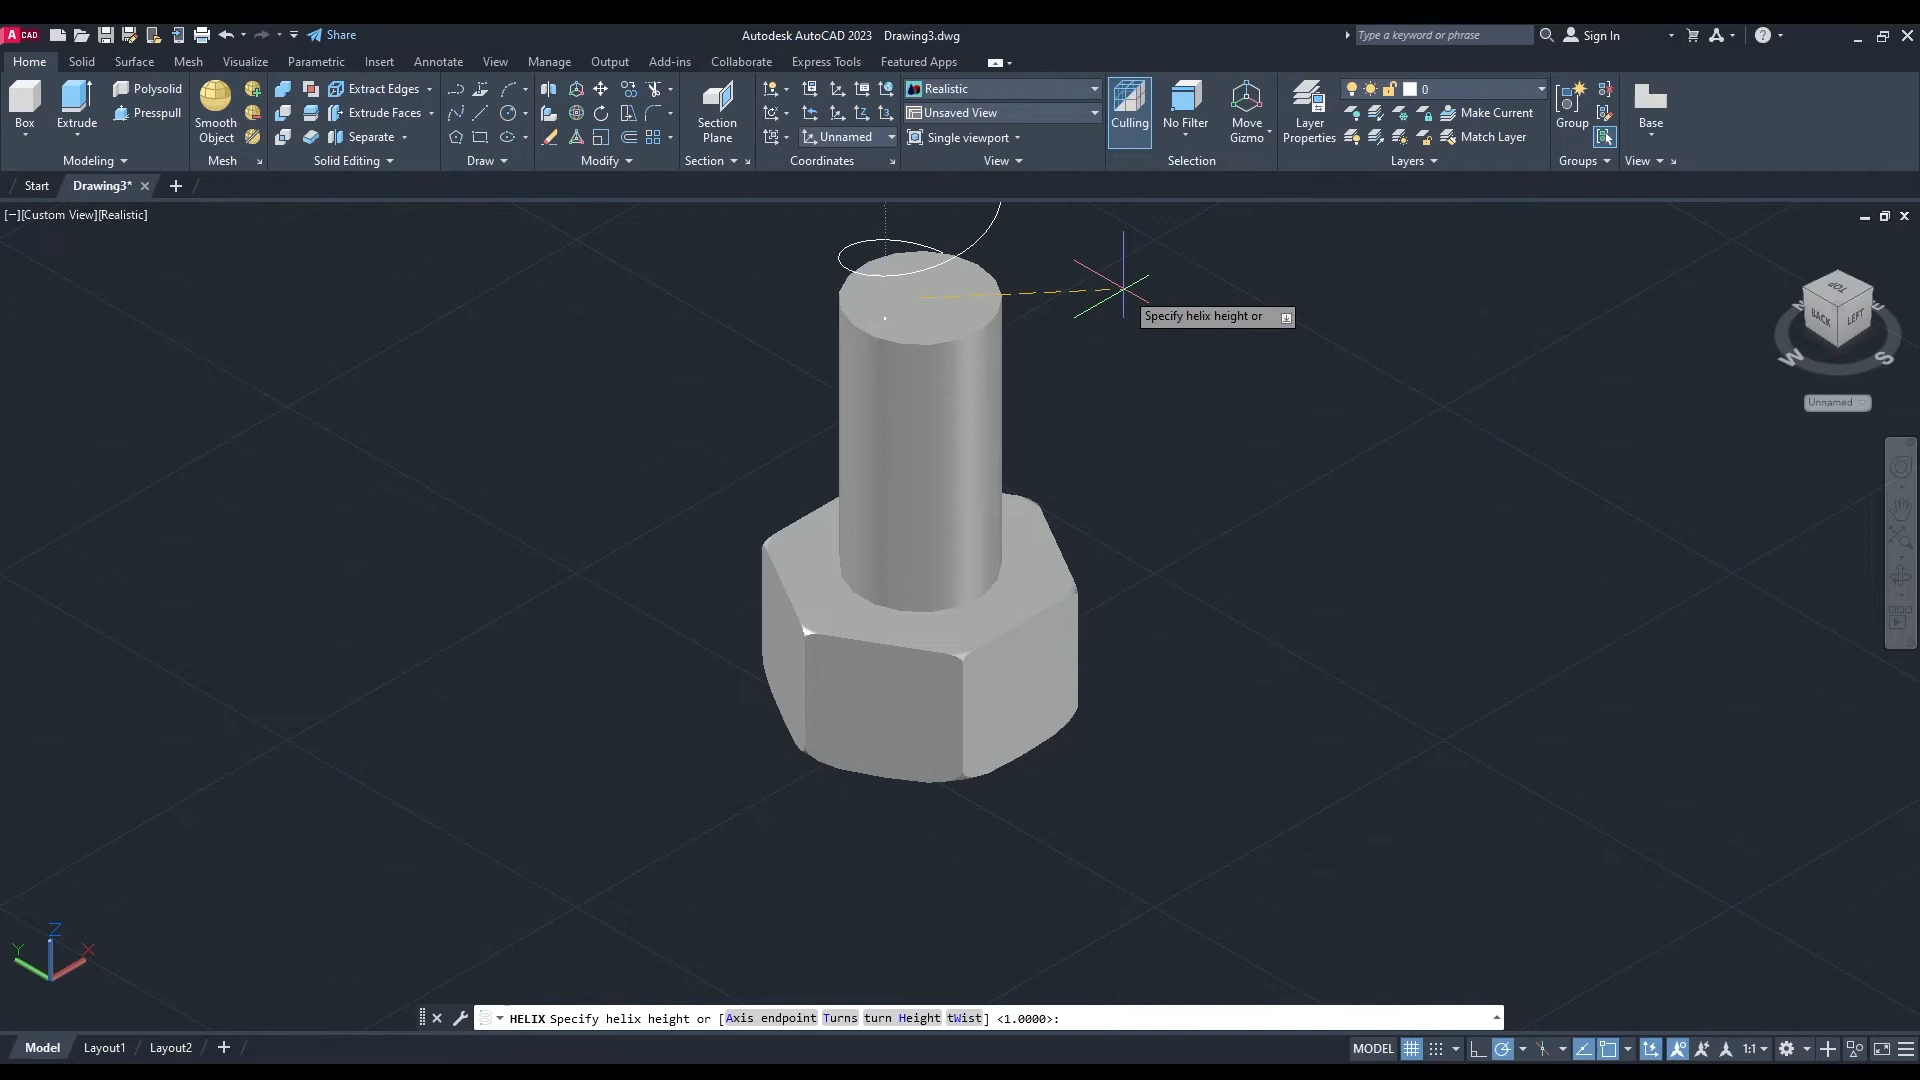 A CAD
Share
Autodesk AutoCAD 2023 Drawing3.dwg
Type a keyword or phrase
Sign In
Home Solid Surface Mesh Visualize Parametric Insert Annotate View Manage Output Add-ins Collaborate Express Tools Featured Apps
Box
Extrude
Polysolid
Presspull
Modeling
Smooth Object
Mesh
Extract Edges
Extrude Faces
Separate
Solid Editing
Draw
Modify
Section Plane
Section
Unnamed
Coordinates
Realistic
Unsaved View
Single viewport
View
Culling
No Filter
Move Gizmo
Selection
Layer Properties
0
Make Current
Match Layer
Layers
Group
Groups
Base
View
Start Drawing3*
[−][Custom View][Realistic]
Specify helix height or
TOP
BACK LEFT
N E
W S
Unnamed
Z
Y X
HELIX Specify helix height or [Axis endpoint Turns turn Height tWist] <1.0000>:
Model Layout1 Layout2
MODEL 1:1